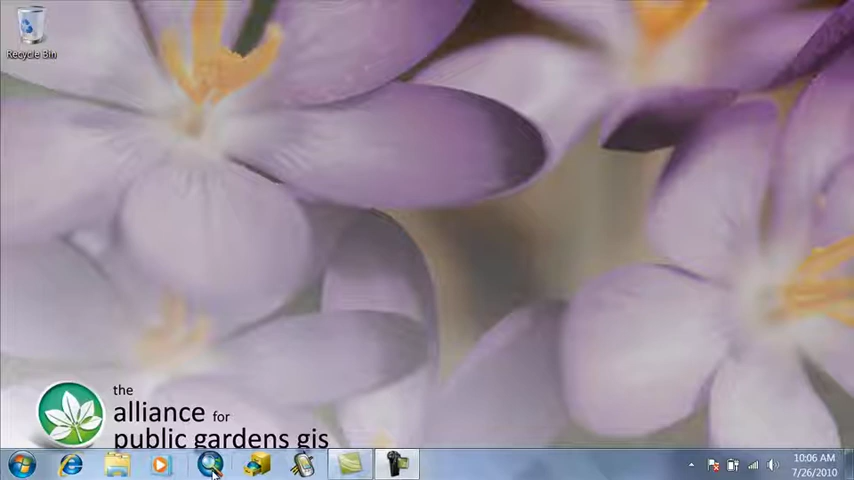 Recycle Bin
the
alliance for
public gardens gis
10:06 AM
7/26/2010